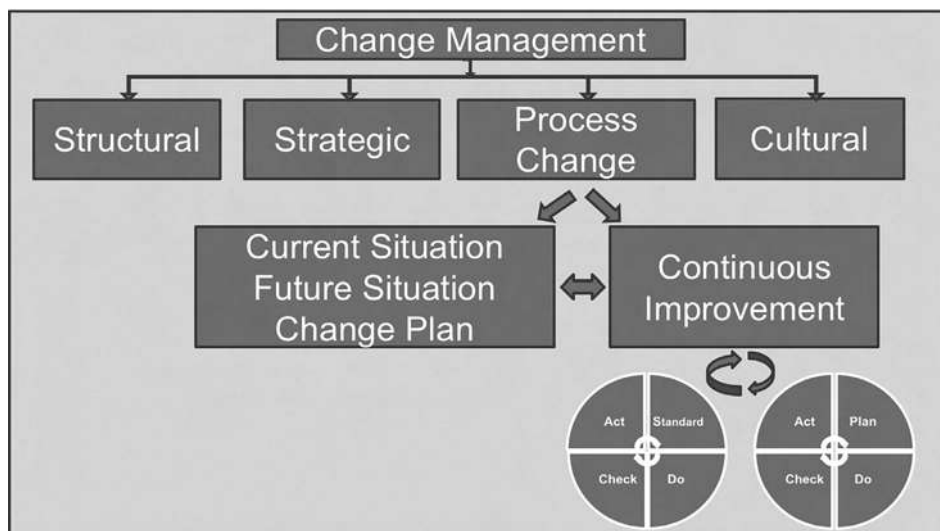 Change Management
Structural
Strategic
Process
Change
Cultural
Current Situation
Future Situation
Change Plan
Continuous
Improvement
Act
Standard
Check
Do
Act
Plan
Check
Do